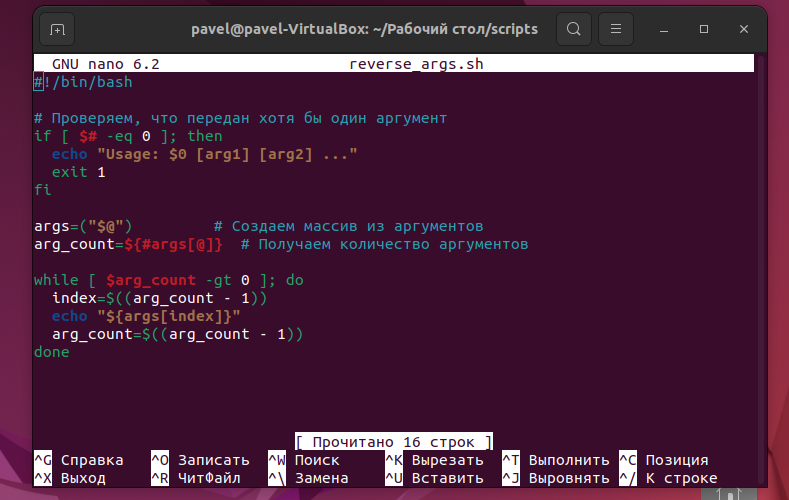 pavel@pavel-VirtualBox: ~/Рабочий стол/scripts
GNU nano 6.2 reverse_args.sh
#!/bin/bash
# Проверяем, что передан хотя бы один аргумент
if [ $# -eq 0 ]; then
  echo "Usage: $0 [arg1] [arg2] ..."
  exit 1
fi
args=("$@")         # Создаем массив из аргументов
arg_count=${#args[@]}  # Получаем количество аргументов
while [ $arg_count -gt 0 ]; do
  index=$((arg_count - 1))
  echo "${args[index]}"
  arg_count=$((arg_count - 1))
done
[ Прочитано 16 строк ]
^G Справка ^O Записать ^W Поиск ^K Вырезать ^T Выполнить ^C Позиция
^X Выход ^R ЧитФайл ^\ Замена ^U Вставить ^J Выровнять ^/ К строке